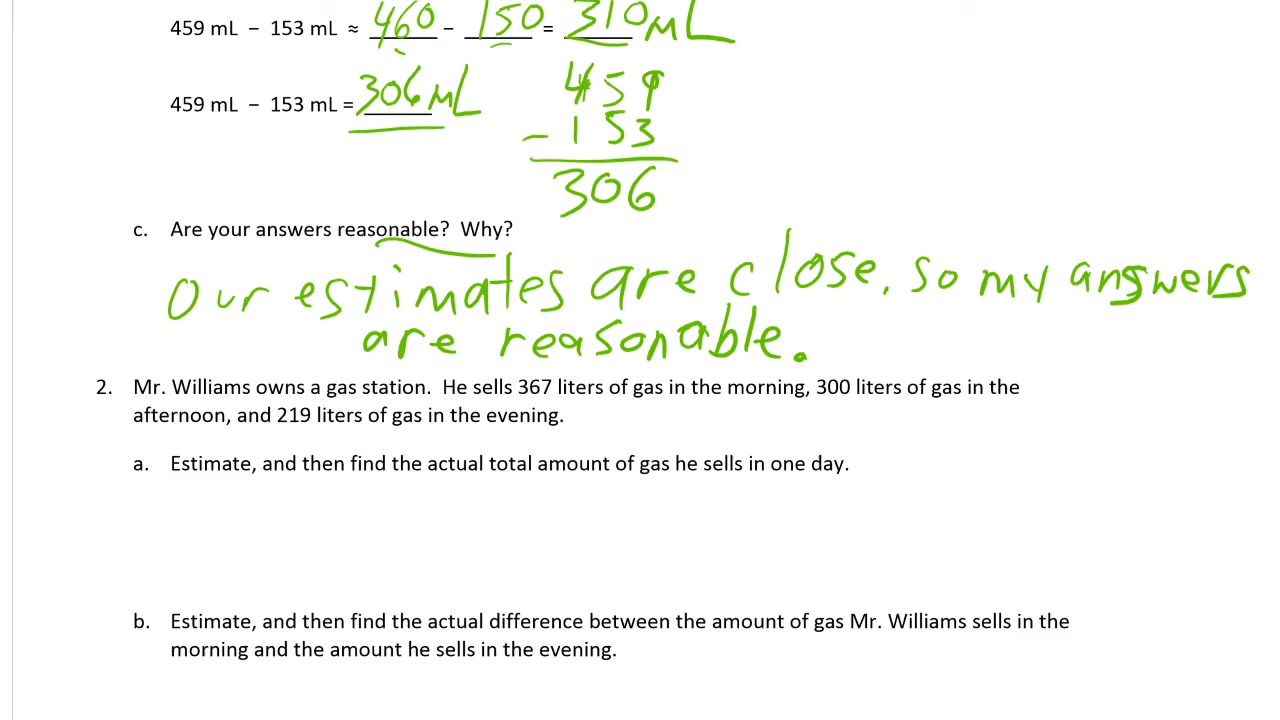 459 mL − 153 mL ≈ 460 - 150 = 310 mL
459 mL − 153 mL = 306 mL
459
- 153
306
c. Are your answers reasonable? Why?
Our estimates are close, so my answers
are reasonable.
2. Mr. Williams owns a gas station. He sells 367 liters of gas in the morning, 300 liters of gas in the
afternoon, and 219 liters of gas in the evening.
a. Estimate, and then find the actual total amount of gas he sells in one day.
b. Estimate, and then find the actual difference between the amount of gas Mr. Williams sells in the
morning and the amount he sells in the evening.